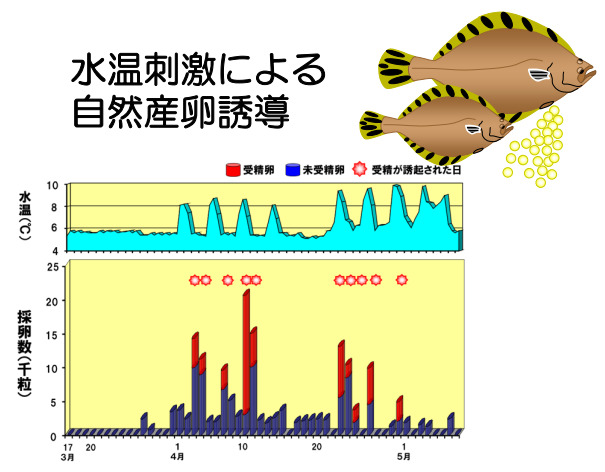 水温刺激による
自然産卵誘導
受精卵
未受精卵
受精が誘起された日
水温(℃)
10
8
6
4
採卵数(千粒)
25
20
15
10
5
0
17 20 1 10 20 1
3月 4月 5月